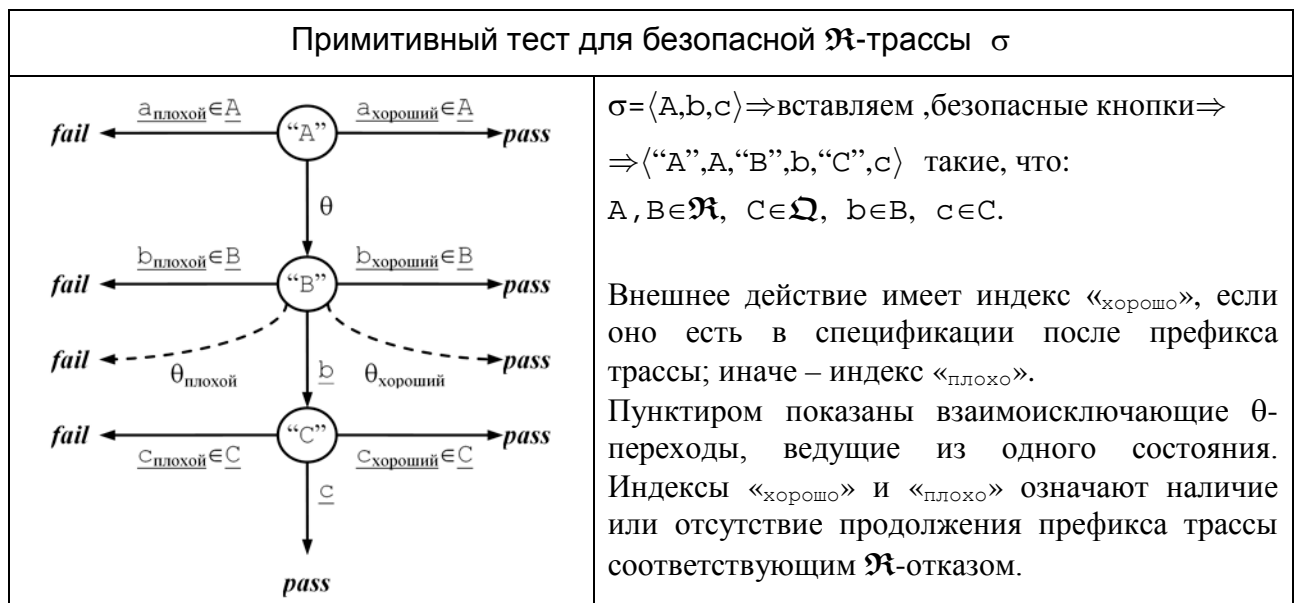 Примитивный тест для безопасной ℜ-трассы σ
a_плохой∈A a_хороший∈A
fail “A” pass
θ
b_плохой∈B b_хороший∈B
fail “B” pass
fail pass
θ_плохой b θ_хороший
fail “C” pass
c_плохой∈C c_хороший∈C
c
pass
σ=⟨A,b,c⟩⇒вставляем ,безопасные кнопки⇒
⇒⟨“A”,A,“B”,b,“C”,c⟩ такие, что:
A,B∈ℜ, C∈𝔔, b∈B, c∈C.
Внешнее действие имеет индекс «хорошо», если
оно есть в спецификации после префикса
трассы; иначе – индекс «плохо».
Пунктиром показаны взаимоисключающие θ-
переходы, ведущие из одного состояния.
Индексы «хорошо» и «плохо» означают наличие
или отсутствие продолжения префикса трассы
соответствующим ℜ-отказом.